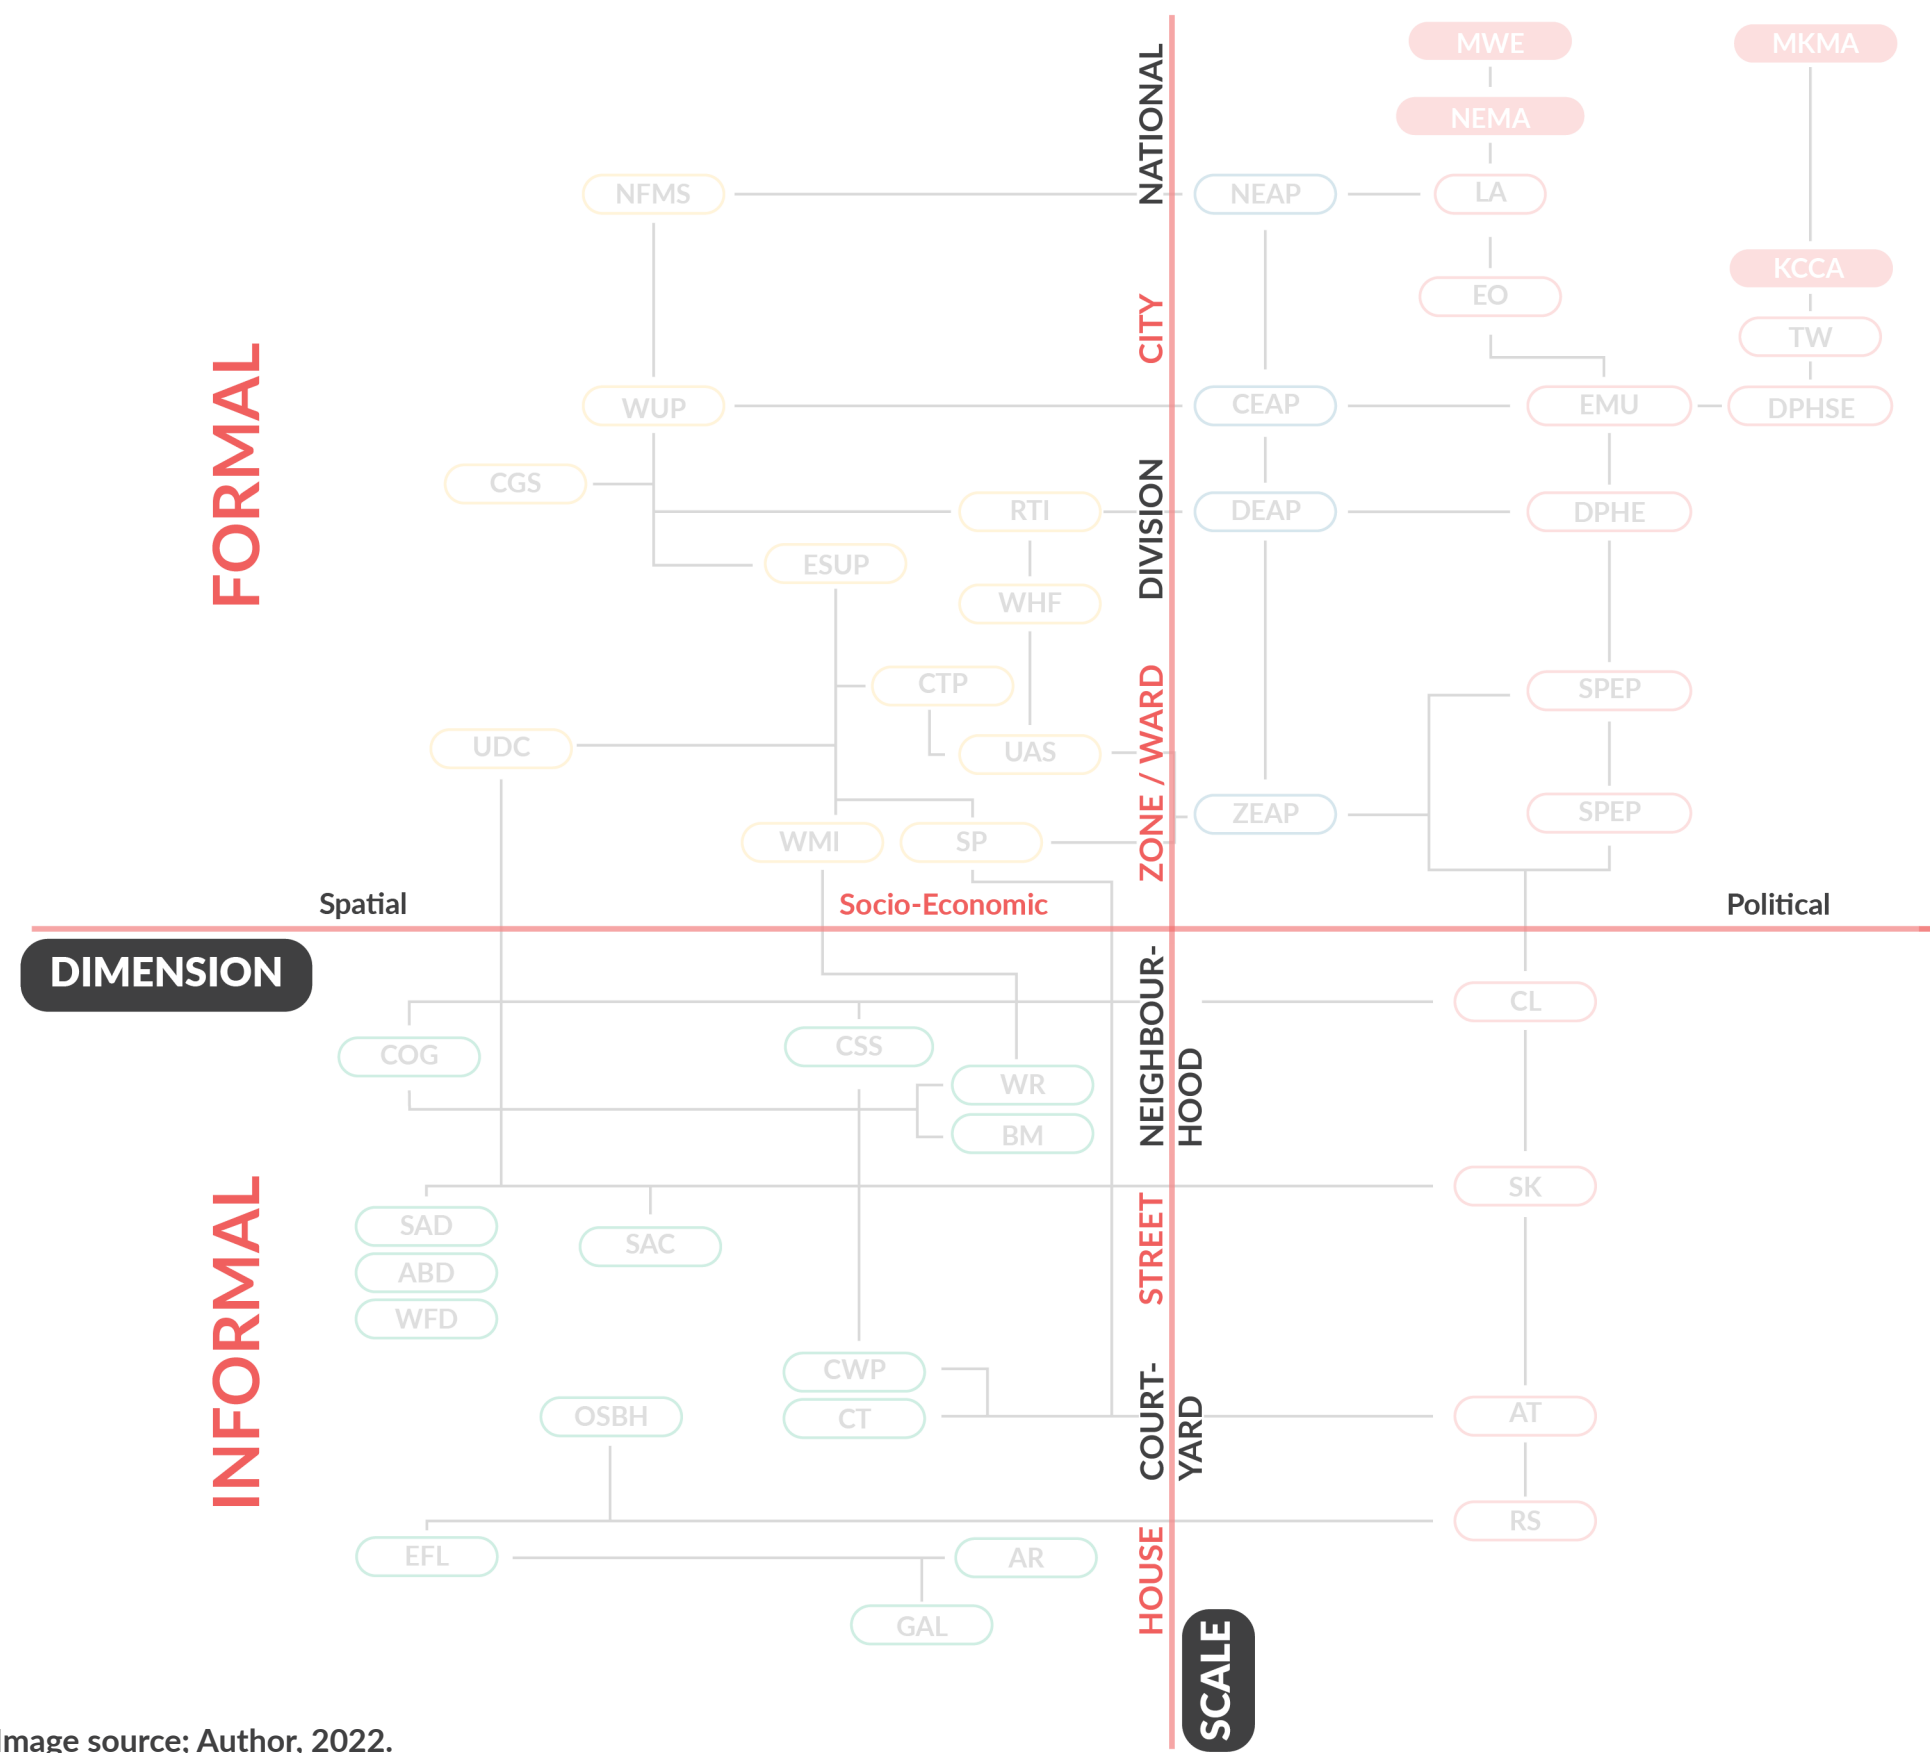 MWE
MKMA
NEMA
NATIONAL
NFMS
NEAP
LA
KCCA
EO
CITY
TW
WUP
CEAP
EMU
DPHSE
FORMAL
CGS
RTI
DIVISION
DEAP
DPHE
ESUP
WHF
CTP
SPEP
UDC
UAS
ZONE / WARD
ZEAP
SPEP
WMI
SP
Spatial
Socio-Economic
Political
DIMENSION
NEIGHBOUR-
HOOD
CL
COG
CSS
WR
BM
SK
SAD
SAC
STREET
ABD
WFD
INFORMAL
CWP
COURT-
YARD
OSBH
CT
AT
RS
EFL
AR
HOUSE
GAL
SCALE
Image source; Author, 2022.